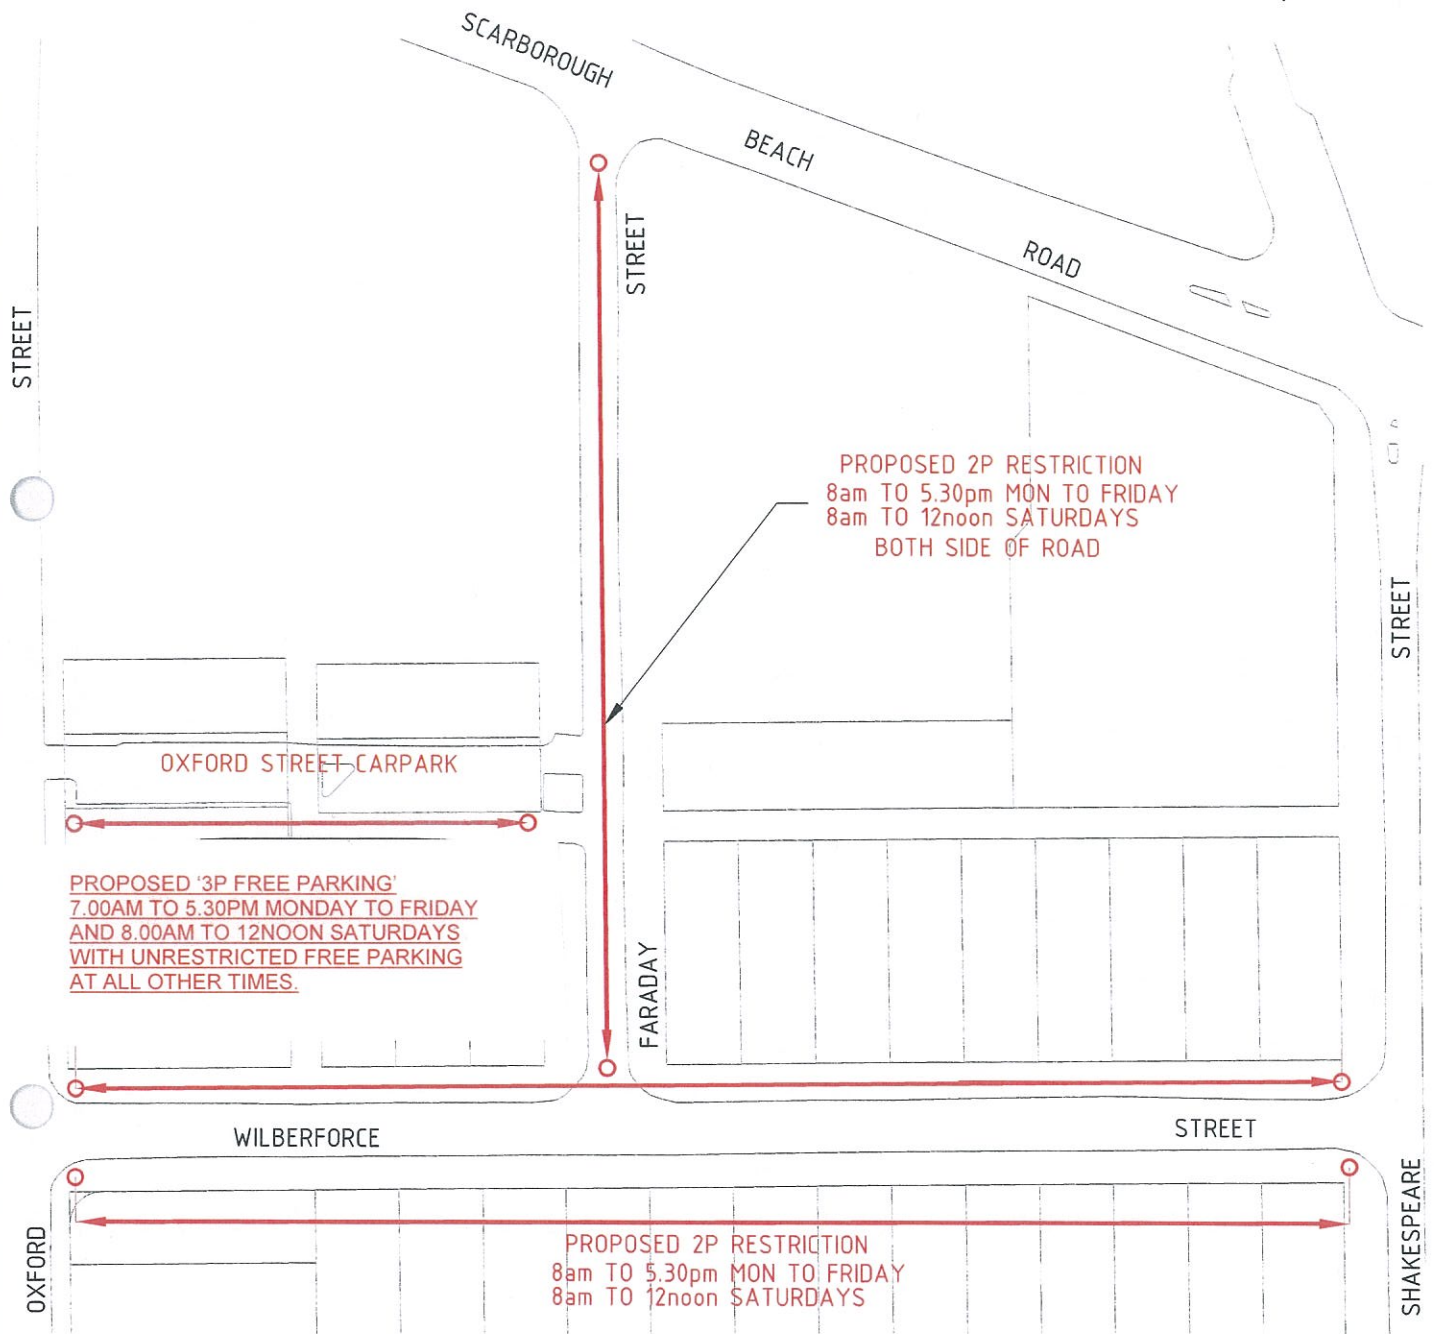 SCARBOROUGH
BEACH
ROAD
STREET
STREET
PROPOSED 2P RESTRICTION
8am TO 5.30pm MON TO FRIDAY
8am TO 12noon SATURDAYS
BOTH SIDE OF ROAD
STREET
OXFORD STREET CARPARK
PROPOSED ‘3P FREE PARKING’
7.00AM TO 5.30PM MONDAY TO FRIDAY
AND 8.00AM TO 12NOON SATURDAYS
WITH UNRESTRICTED FREE PARKING
AT ALL OTHER TIMES.
FARADAY
WILBERFORCE STREET
OXFORD
SHAKESPEARE
PROPOSED 2P RESTRICTION
8am TO 5.30pm MON TO FRIDAY
8am TO 12noon SATURDAYS